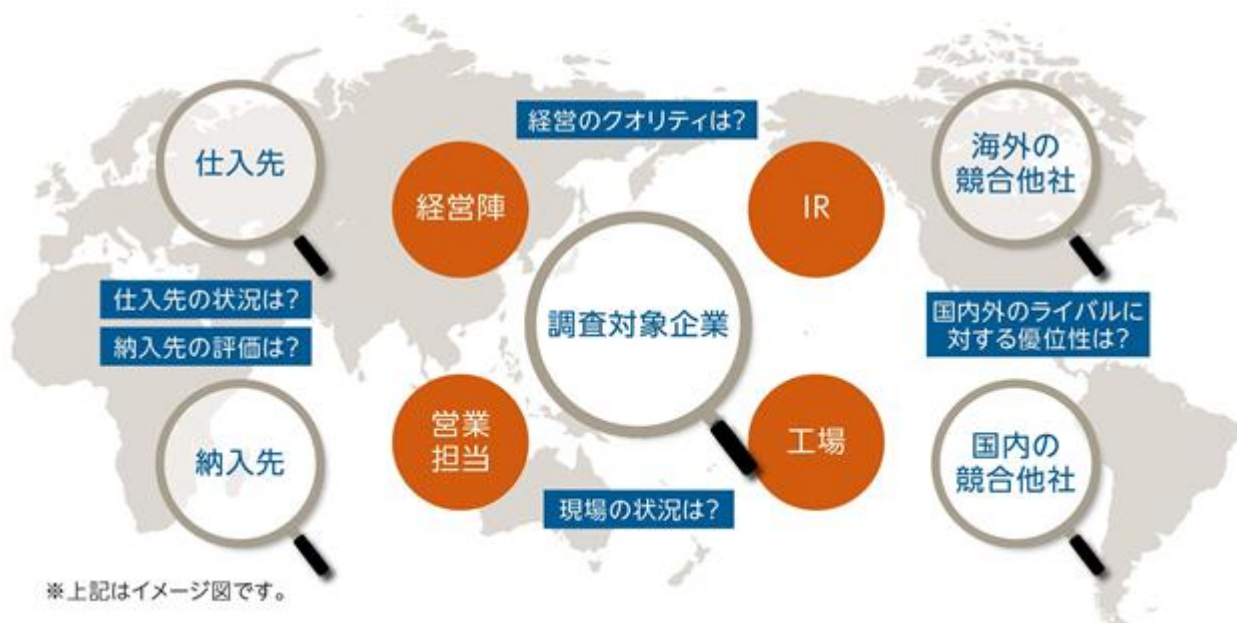 仕入先
仕入先の状況は?
納入先の評価は?
納入先
経営のクオリティは?
経営陣
IR
調査対象企業
営業
担当
工場
現場の状況は?
海外の
競合他社
国内外のライバルに
対する優位性は?
国内の
競合他社
※上記はイメージ図です。